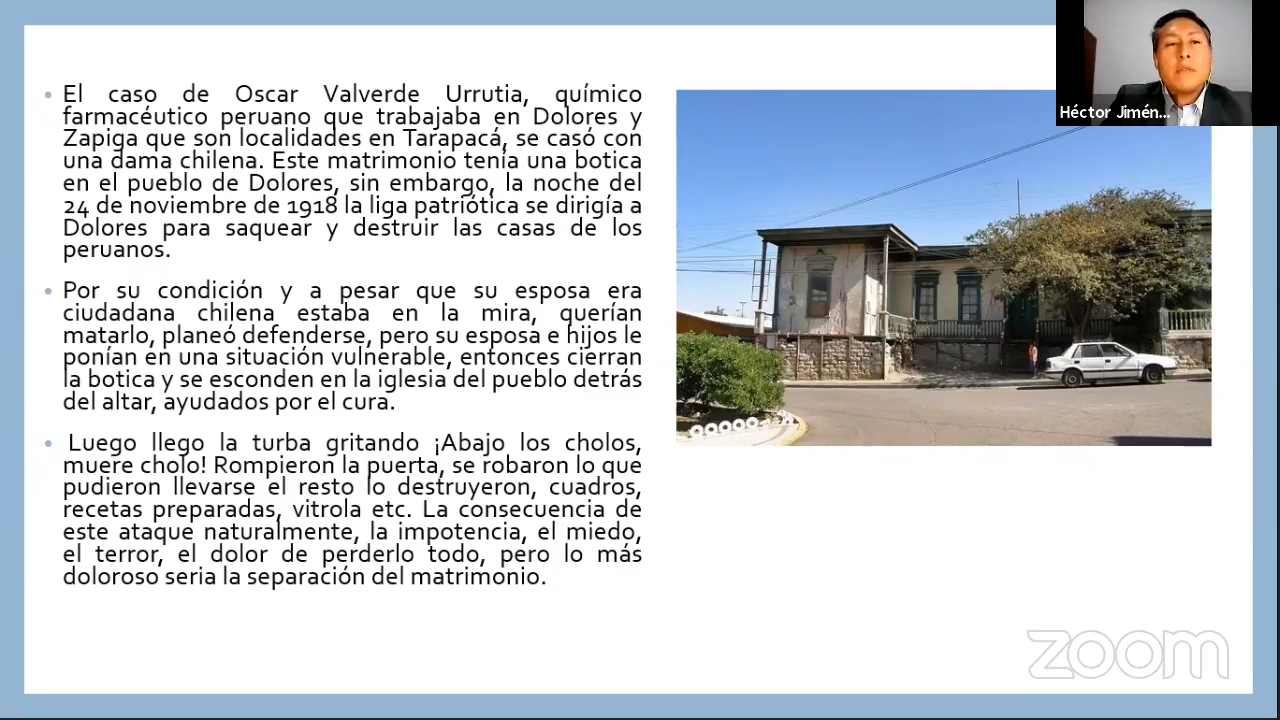 • El caso de Oscar Valverde Urrutia, químico
farmacéutico peruano que trabajaba en Dolores y
Zapiga que son localidades en Tarapacá, se casó con
una dama chilena. Este matrimonio tenía una botica
en el pueblo de Dolores, sin embargo, la noche del
24 de noviembre de 1918 la liga patriótica se dirigía a
Dolores para saquear y destruir las casas de los
peruanos.
• Por su condición y a pesar que su esposa era
ciudadana chilena estaba en la mira, querían
matarlo, planeó defenderse, pero su esposa e hijos le
ponían en una situación vulnerable, entonces cierran
la botica y se esconden en la iglesia del pueblo detrás
del altar, ayudados por el cura.
• Luego llego la turba gritando ¡Abajo los cholos,
muere cholo! Rompieron la puerta, se robaron lo que
pudieron llevarse el resto lo destruyeron, cuadros,
recetas preparadas, vitrola etc. La consecuencia de
este ataque naturalmente, la impotencia, el miedo,
el terror, el dolor de perderlo todo, pero lo más
doloroso seria la separación del matrimonio.
Héctor Jimén...
zoom